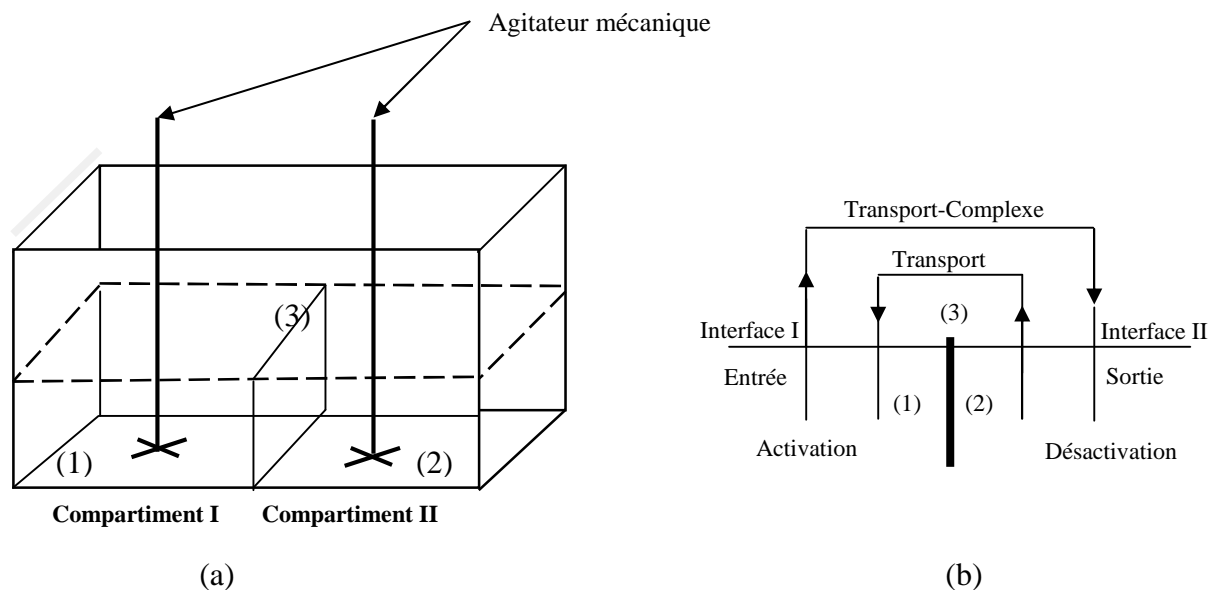 Agitateur mécanique
(3)
(1)
(2)
Compartiment I
Compartiment II
(a)
Transport-Complexe
Transport
(3)
Interface I
Interface II
Entrée
Sortie
(1)
(2)
Activation
Désactivation
(b)